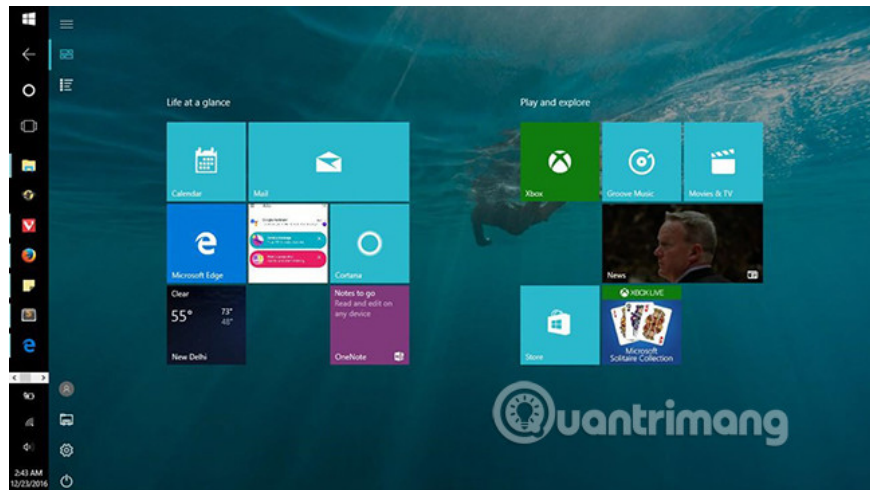 Life at a glance
Play and explore
Calendar
Mail
Xbox
Groove Music
Movies & TV
Microsoft Edge
Cortana
News
Clear
55°
73°
48°
New Delhi
Notes to go
Read and edit on
any device
OneNote
Store
XBOX LIVE
Microsoft
Solitaire Collection
Quantrimang
2:43 AM
12/23/2016